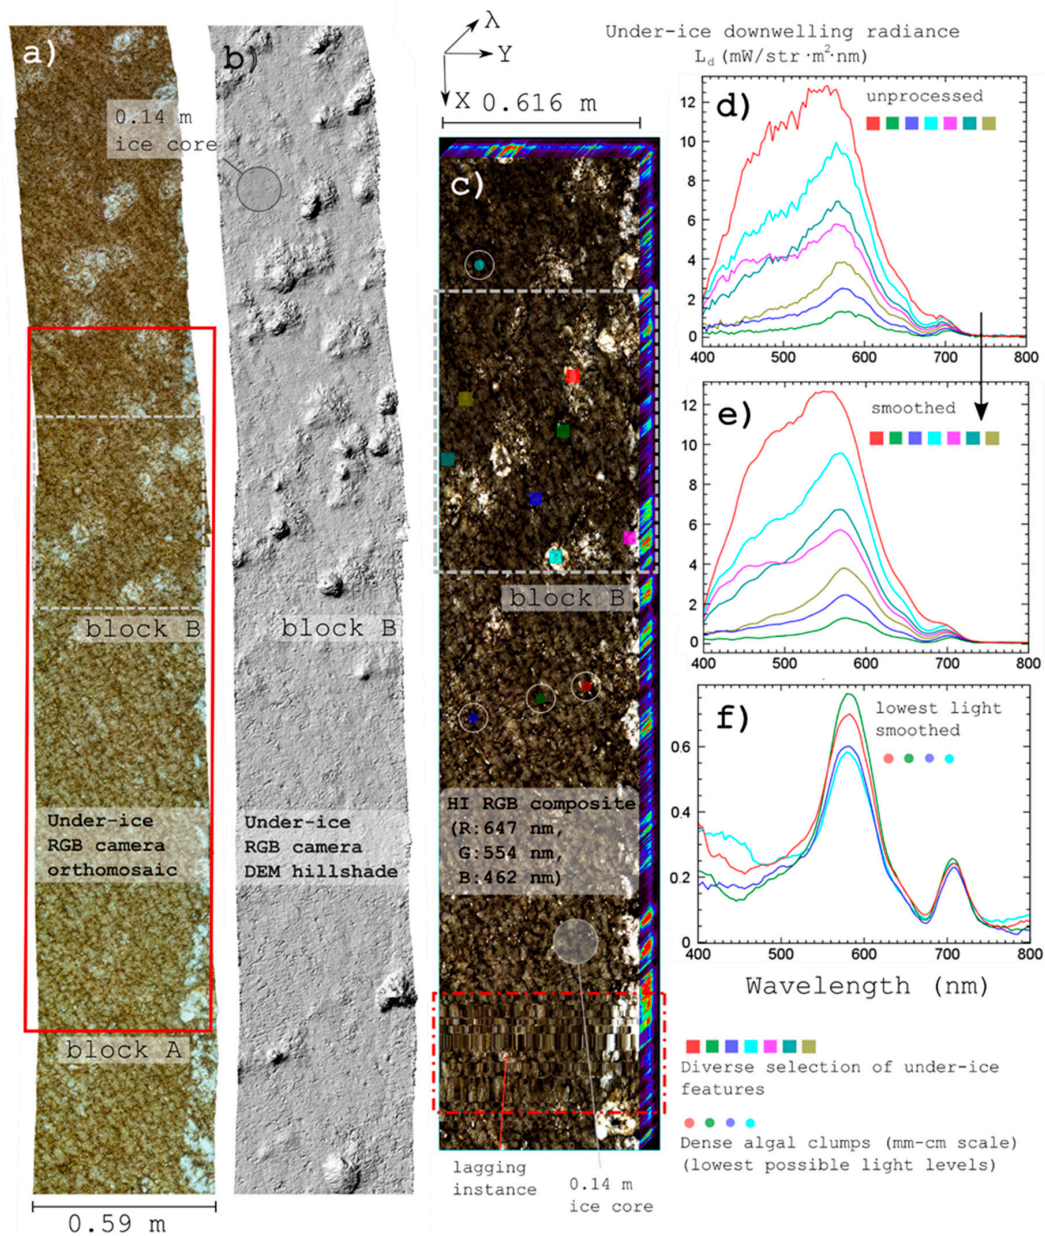 a)
0.14 m
ice core
block B
Under-ice
RGB camera
orthomosaic
block A
0.59 m
b)
block B
Under-ice
RGB camera
DEM hillshade
λ
Y
X
0.616 m
c)
block B
HI RGB composite
(R:647 nm,
G:554 nm,
B:462 nm)
lagging
instance
0.14 m
ice core
Under-ice downwelling radiance
Ld (mW/str·m²·nm)
d)
unprocessed
12
10
8
6
4
2
0
400 500 600 700 800
e)
smoothed
12
10
8
6
4
2
0
400 500 600 700 800
f)
lowest light
smoothed
0.6
0.4
0.2
0
400 500 600 700 800
Wavelength (nm)
Diverse selection of under-ice
features
Dense algal clumps (mm-cm scale)
(lowest possible light levels)